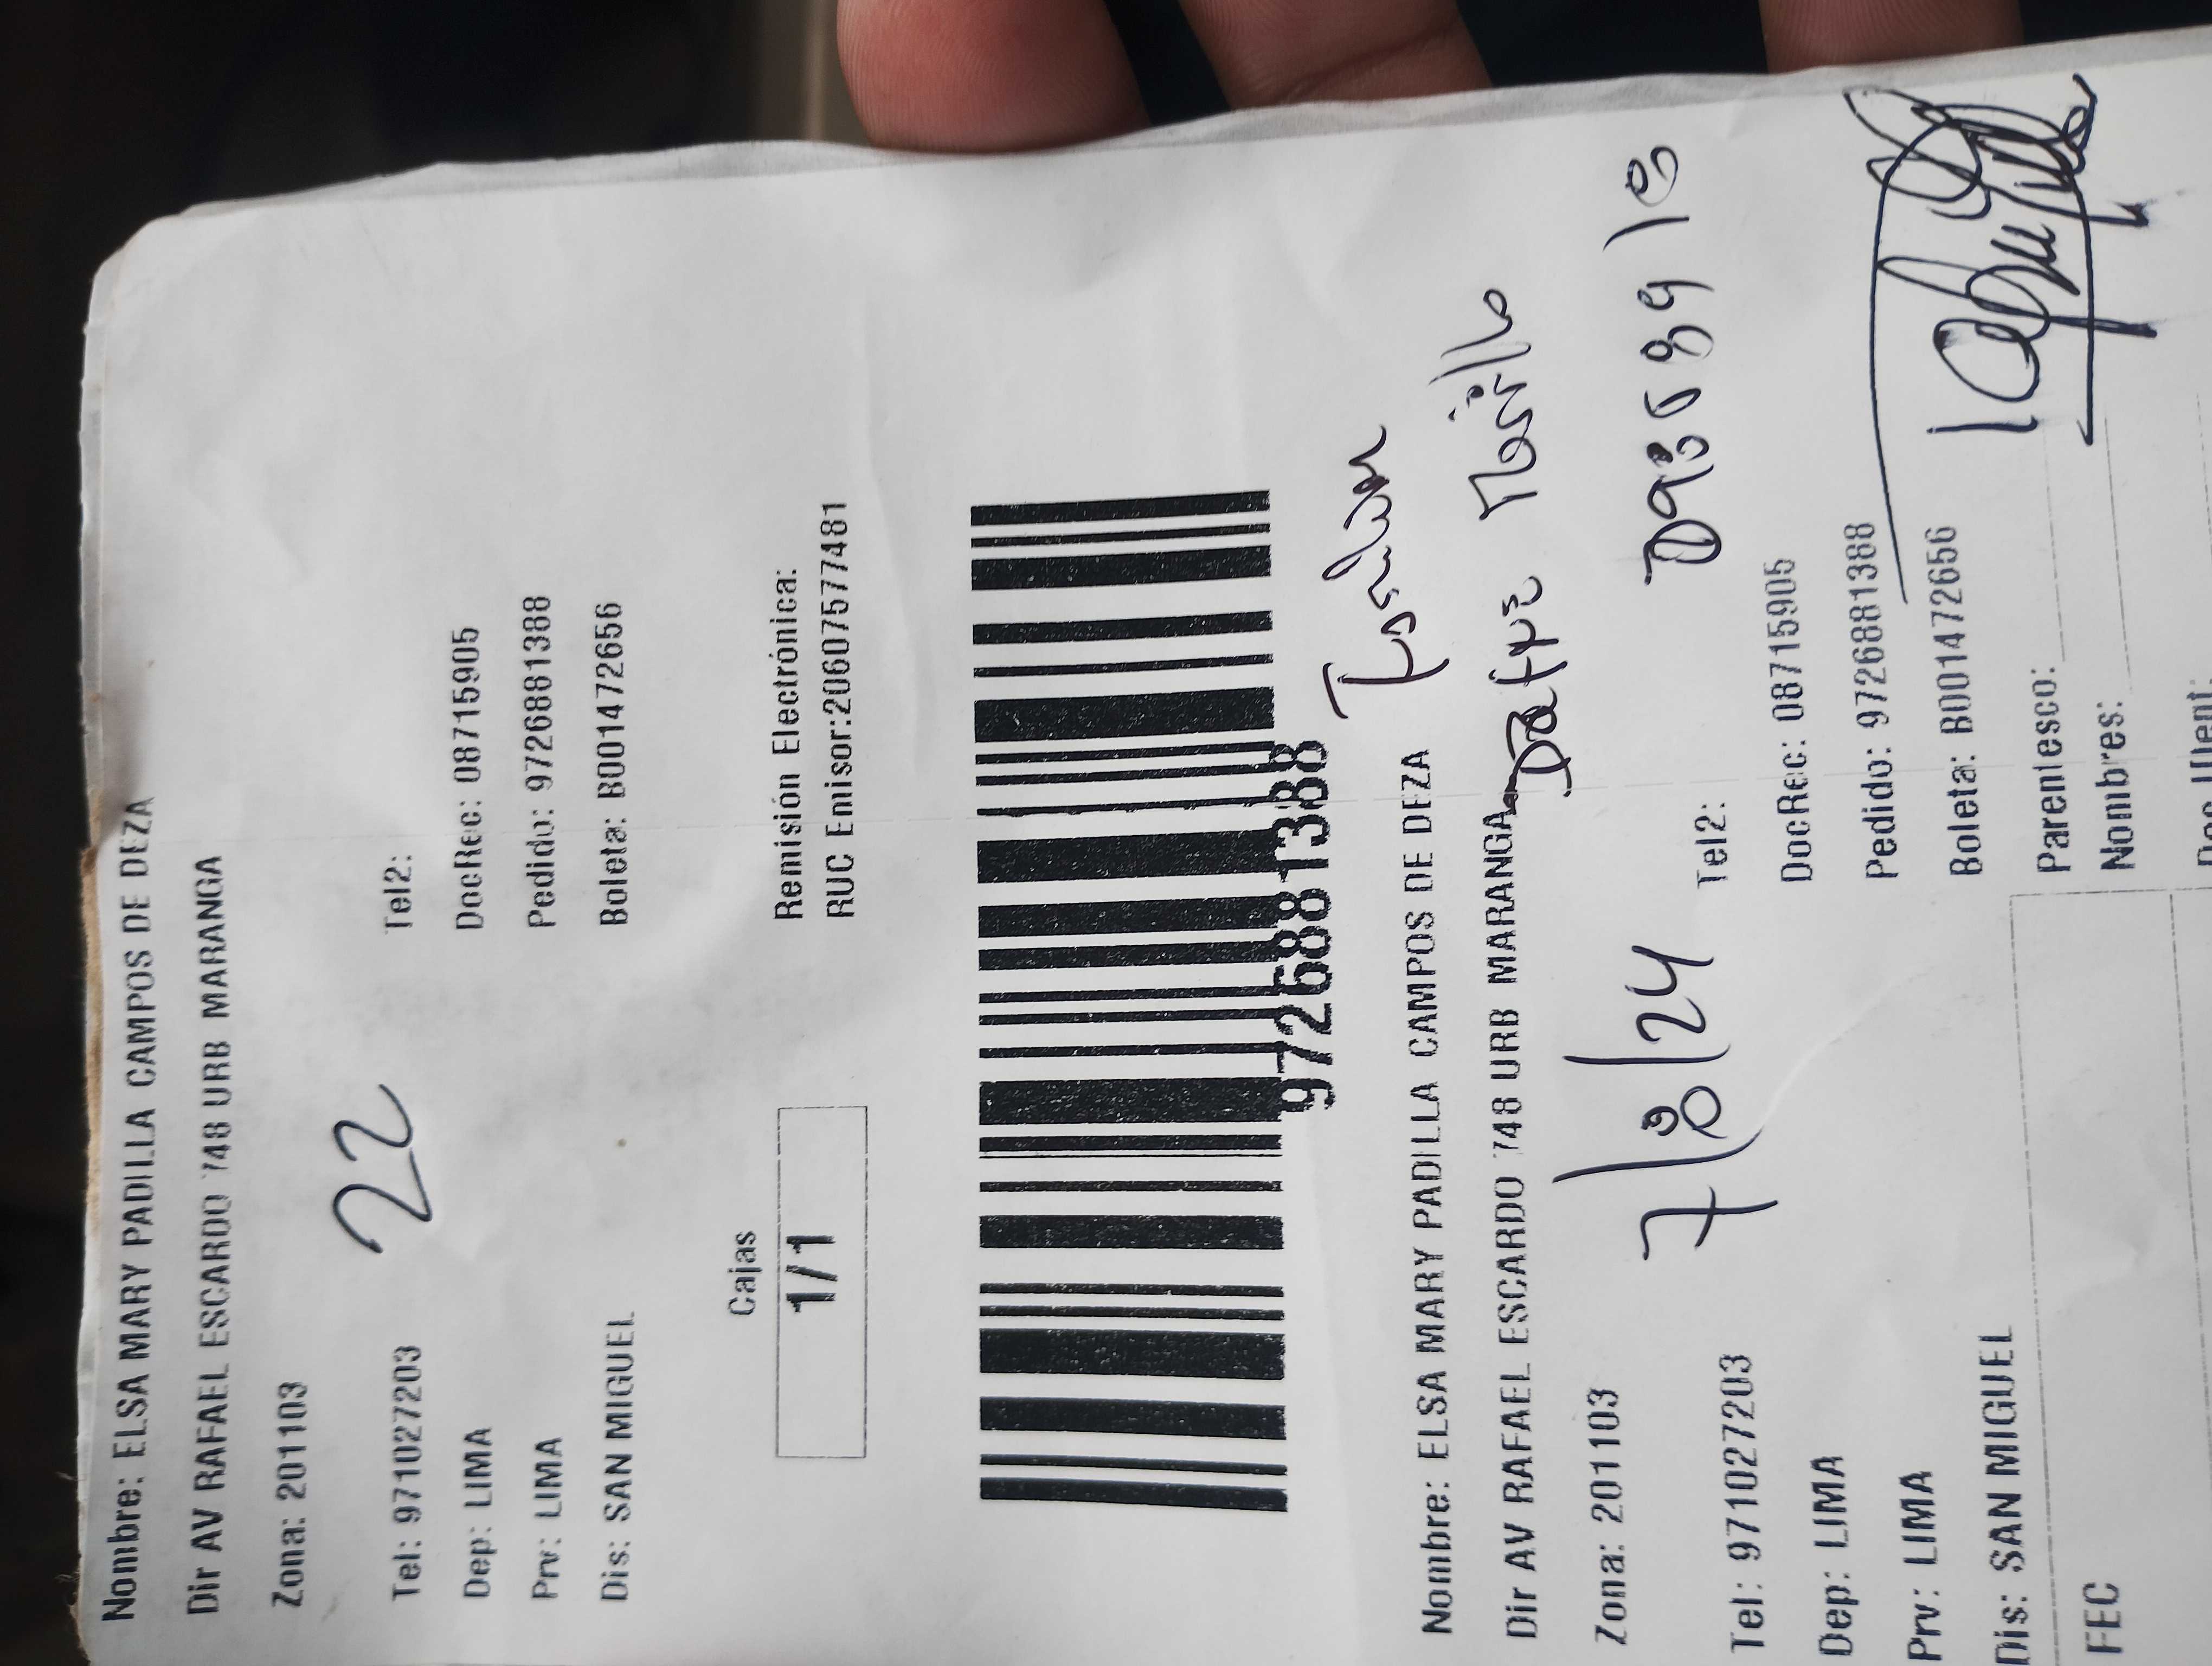 Nombre: ELSA MARY PADILLA CAMPOS DE DEZA
Dir AV RAFAEL ESCARDO 748 URB MARANGA
Zona: 201103
22
Tel: 971027203 Tel2:
Dep: LIMA DocRec: 08715905
Prv: LIMA Pedido: 9726881388
Dis: SAN MIGUEL Boleta: B001472656
Cajas Remisión Electrónica:
1/1 RUC Emisor:20607577481
9726881388
Nombre: ELSA MARY PADILLA CAMPOS DE DEZA
Dir AV RAFAEL ESCARDO 748 URB MARANGA
Zona: 201103
7/8/24
Tel: 971027203 Tel2:
Dep: LIMA DocRec: 08715905
Prv: LIMA Pedido: 9726881388
Dis: SAN MIGUEL Boleta: B001472656
Parentesco:
FEC Nombres: